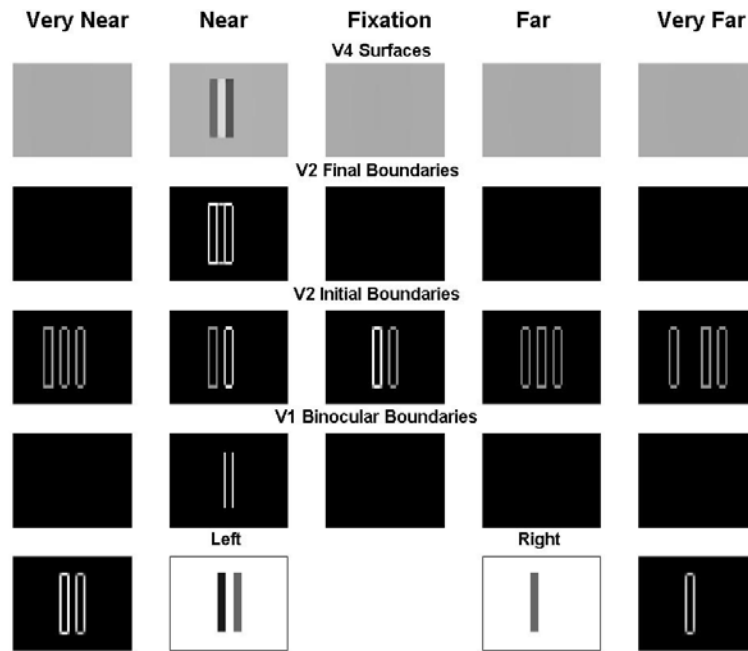 Very Near Near Fixation Far Very Far
V4 Surfaces
V2 Final Boundaries
V2 Initial Boundaries
V1 Binocular Boundaries
Left Right